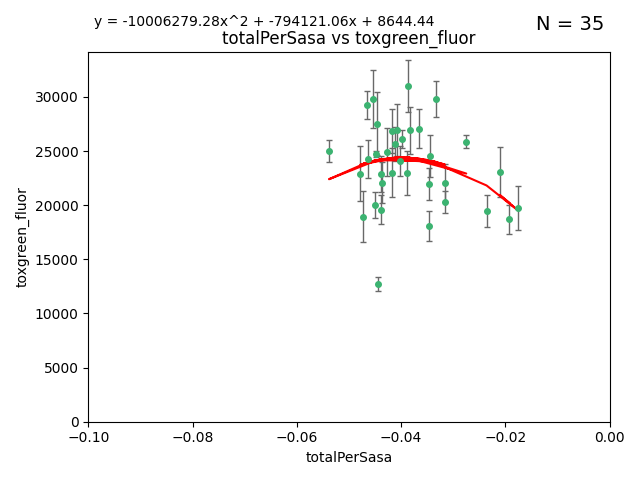 y = -10006279.28x^2 + -794121.06x + 8644.44
N = 35
totalPerSasa vs toxgreen_fluor
30000
25000
20000
15000
10000
5000
0
toxgreen_fluor
−0.10
−0.08
−0.06
−0.04
−0.02
0.00
totalPerSasa